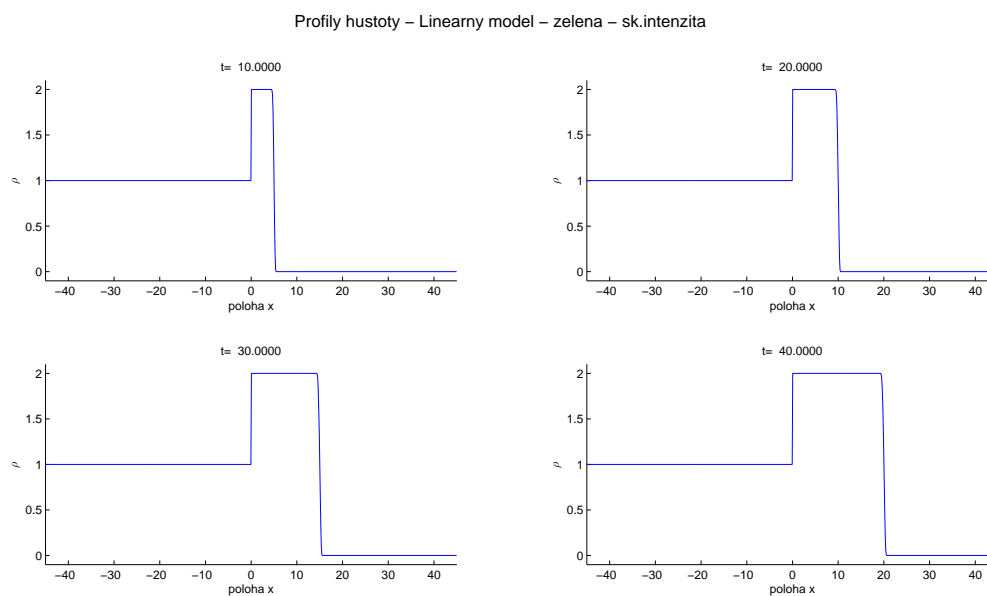 Profily hustoty – Linearny model – zelena – sk.intenzita
t= 10.0000
2
1.5
1
0.5
0
ρ
−40 −30 −20 −10 0 10 20 30 40
poloha x
t= 20.0000
2
1.5
1
0.5
0
ρ
−40 −30 −20 −10 0 10 20 30 40
poloha x
t= 30.0000
2
1.5
1
0.5
0
ρ
−40 −30 −20 −10 0 10 20 30 40
poloha x
t= 40.0000
2
1.5
1
0.5
0
ρ
−40 −30 −20 −10 0 10 20 30 40
poloha x